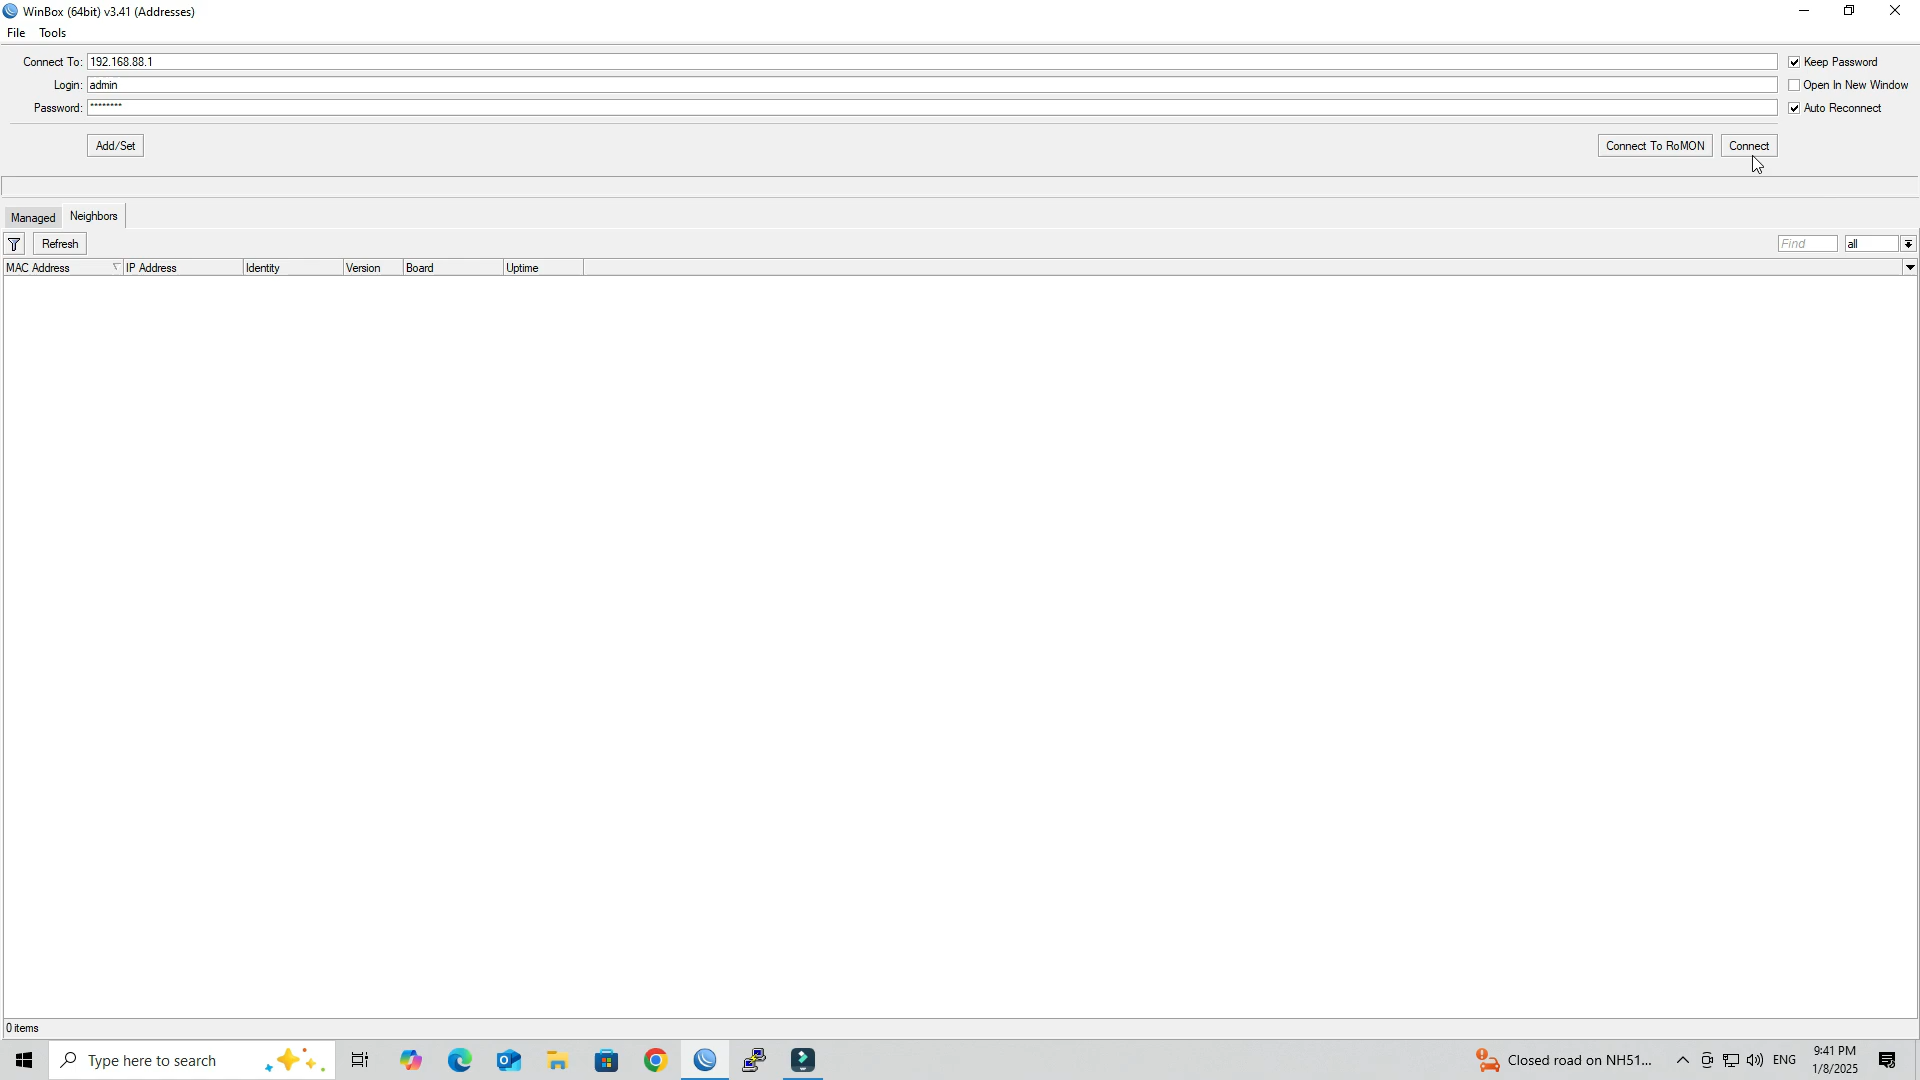 WinBox (64bit) v3.41 (Addresses)
File Tools
Connect To: 192.168.88.1 Keep Password
Login: admin Open In New Window
Password: ******** Auto Reconnect
Add/Set Connect To RoMON Connect
Managed Neighbors
Refresh Find all
MAC Address IP Address Identity Version Board Uptime
0 items
Type here to search Closed road on NH51... ENG 9:41 PM
1/8/2025